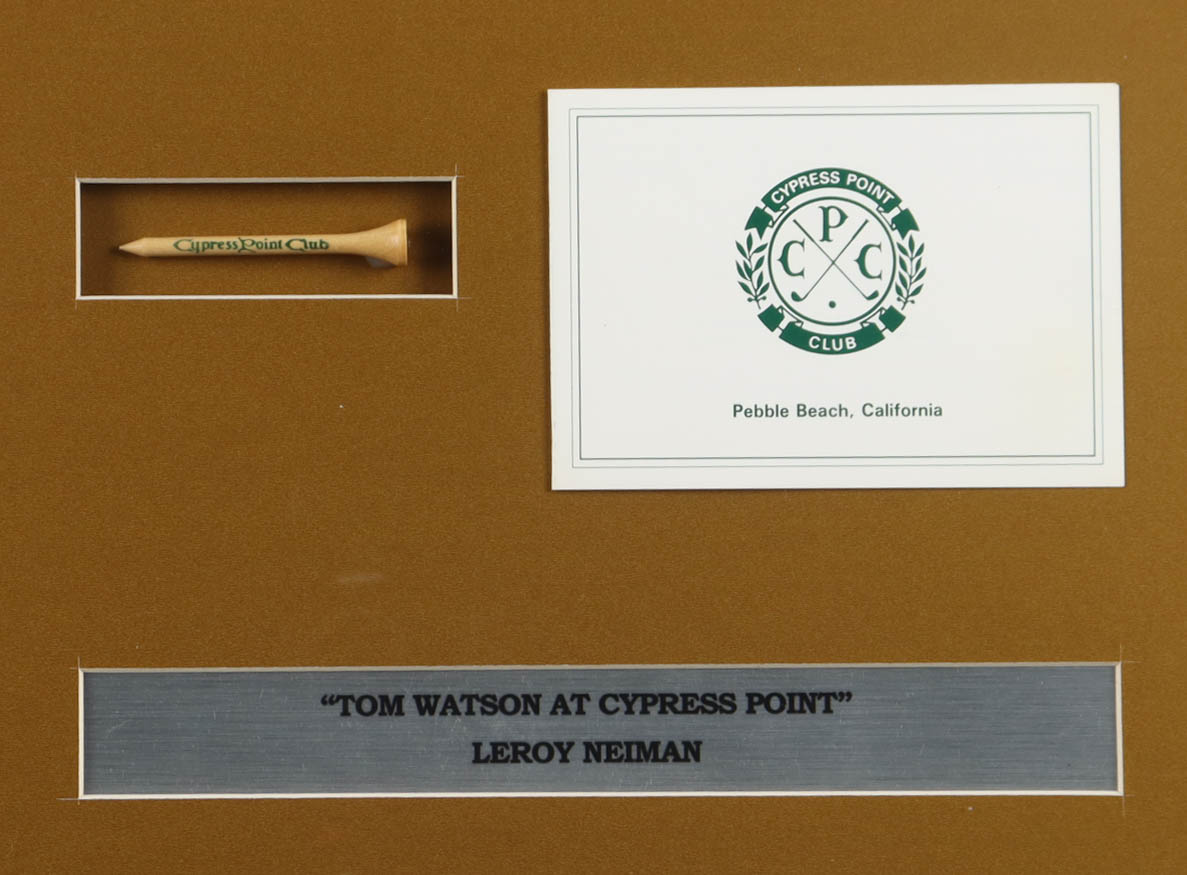 Cypress Point Club
CYPRESS POINT
P
C C
CLUB
Pebble Beach, California
“TOM WATSON AT CYPRESS POINT”
LEROY NEIMAN